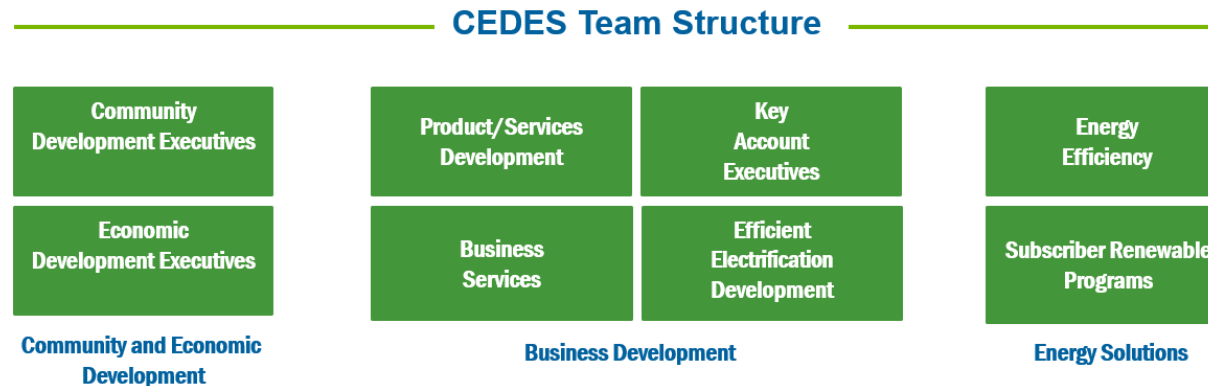 CEDES Team Structure
Community
Development Executives
Economic
Development Executives
Community and Economic
Development
Product/Services
Development
Key
Account
Executives
Business
Services
Efficient
Electrification
Development
Business Development
Energy
Efficiency
Subscriber Renewable
Programs
Energy Solutions